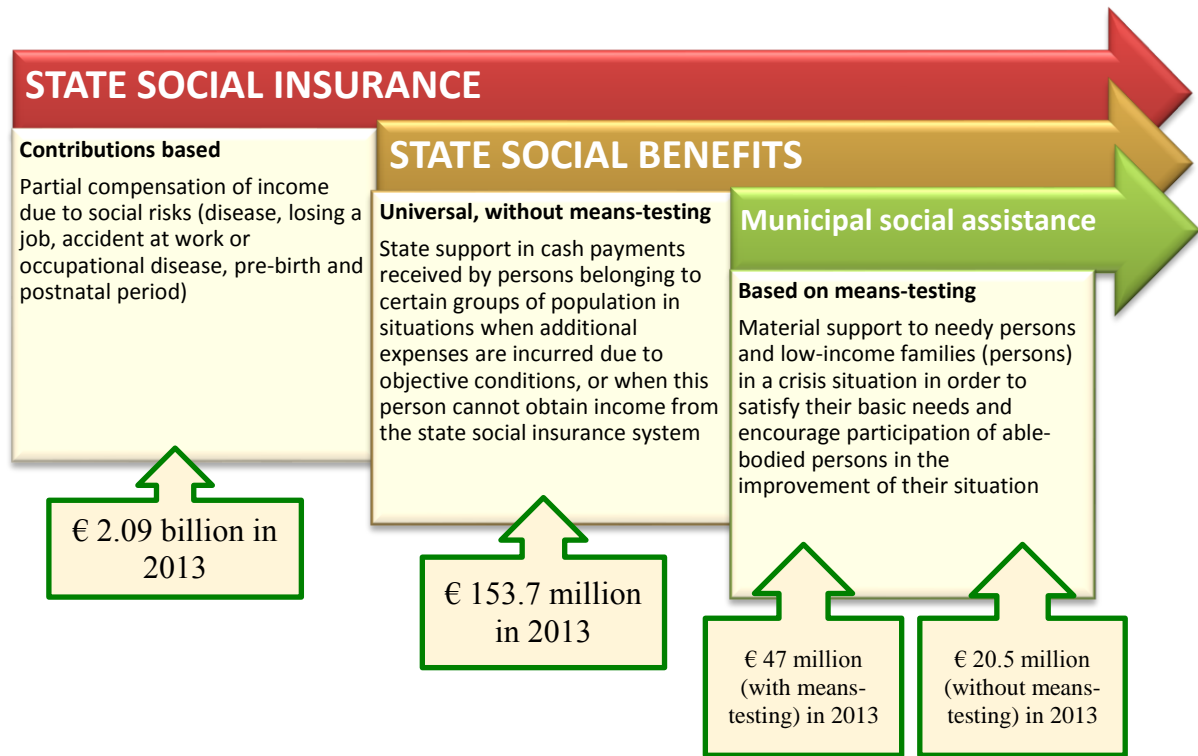 STATE SOCIAL INSURANCE
Contributions based
Partial compensation of income
due to social risks (disease, losing a
job, accident at work or
occupational disease, pre-birth and
postnatal period)
€ 2.09 billion in
2013
STATE SOCIAL BENEFITS
Universal, without means-testing
State support in cash payments
received by persons belonging to
certain groups of population in
situations when additional
expenses are incurred due to
objective conditions, or when this
person cannot obtain income from
the state social insurance system
€ 153.7 million
in 2013
Municipal social assistance
Based on means-testing
Material support to needy persons
and low-income families (persons)
in a crisis situation in order to
satisfy their basic needs and
encourage participation of able-
bodied persons in the
improvement of their situation
€ 47 million
(with means-
testing) in 2013
€ 20.5 million
(without means-
testing) in 2013